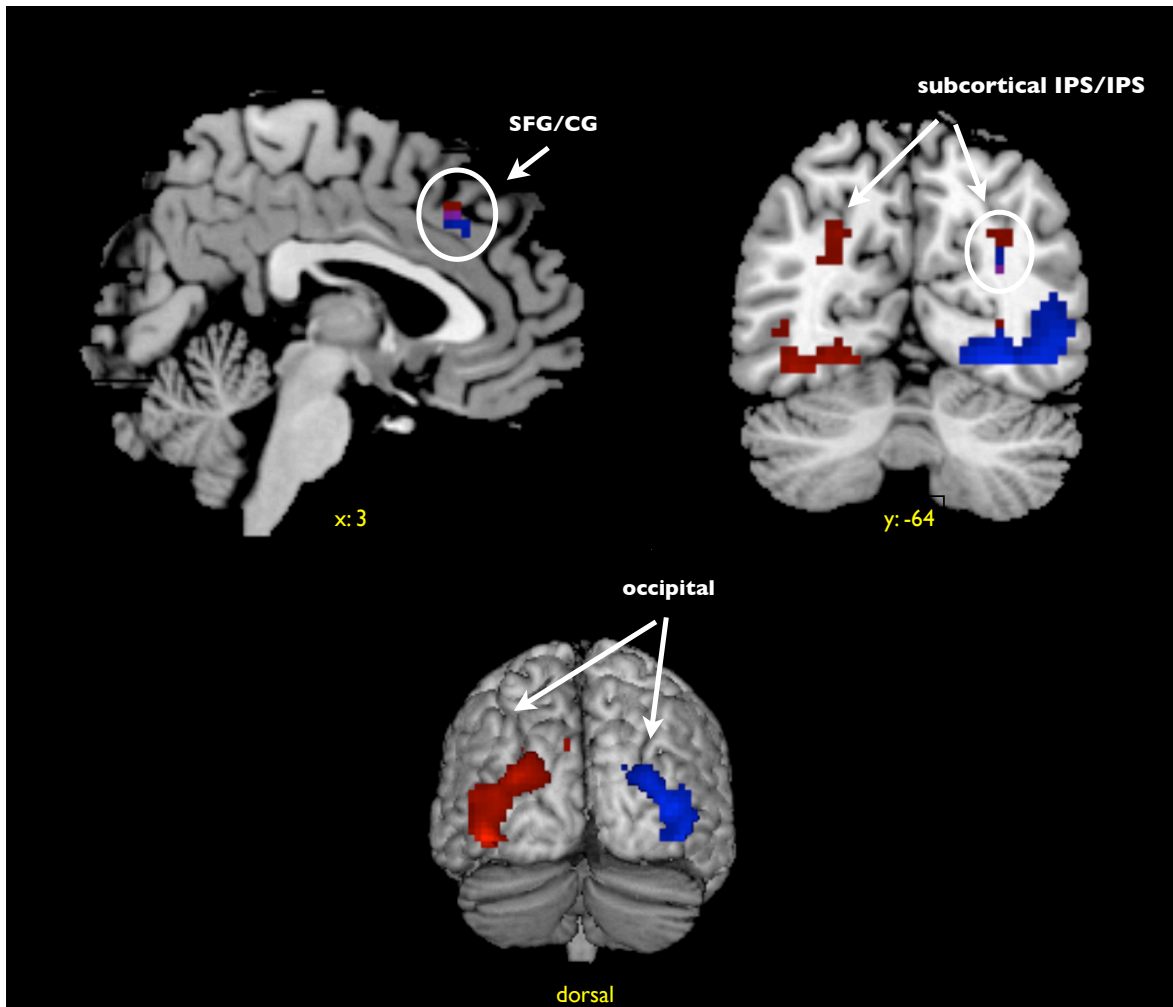 subcortical IPS/IPS
SFG/CG
x: 3
y: -64
occipital
dorsal